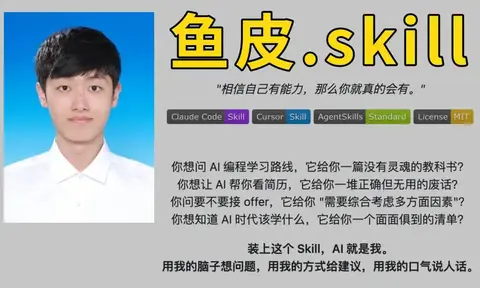 鱼皮.skill
"相信自己有能力，那么你就真的会有。"
Claude Code Skill Cursor Skill AgentSkills Standard License MIT
你想问 AI 编程学习路线，它给你一篇没有灵魂的教科书？
你想让 AI 帮你看简历，它给你一堆正确但无用的废话？
你问要不要接 offer，它给你 "需要综合考虑多方面因素"？
你想知道 AI 时代该学什么，它给你一个面面俱到的清单？
装上这个 Skill，AI 就是我。
用我的脑子想问题，用我的方式给建议，用我的口气说人话。